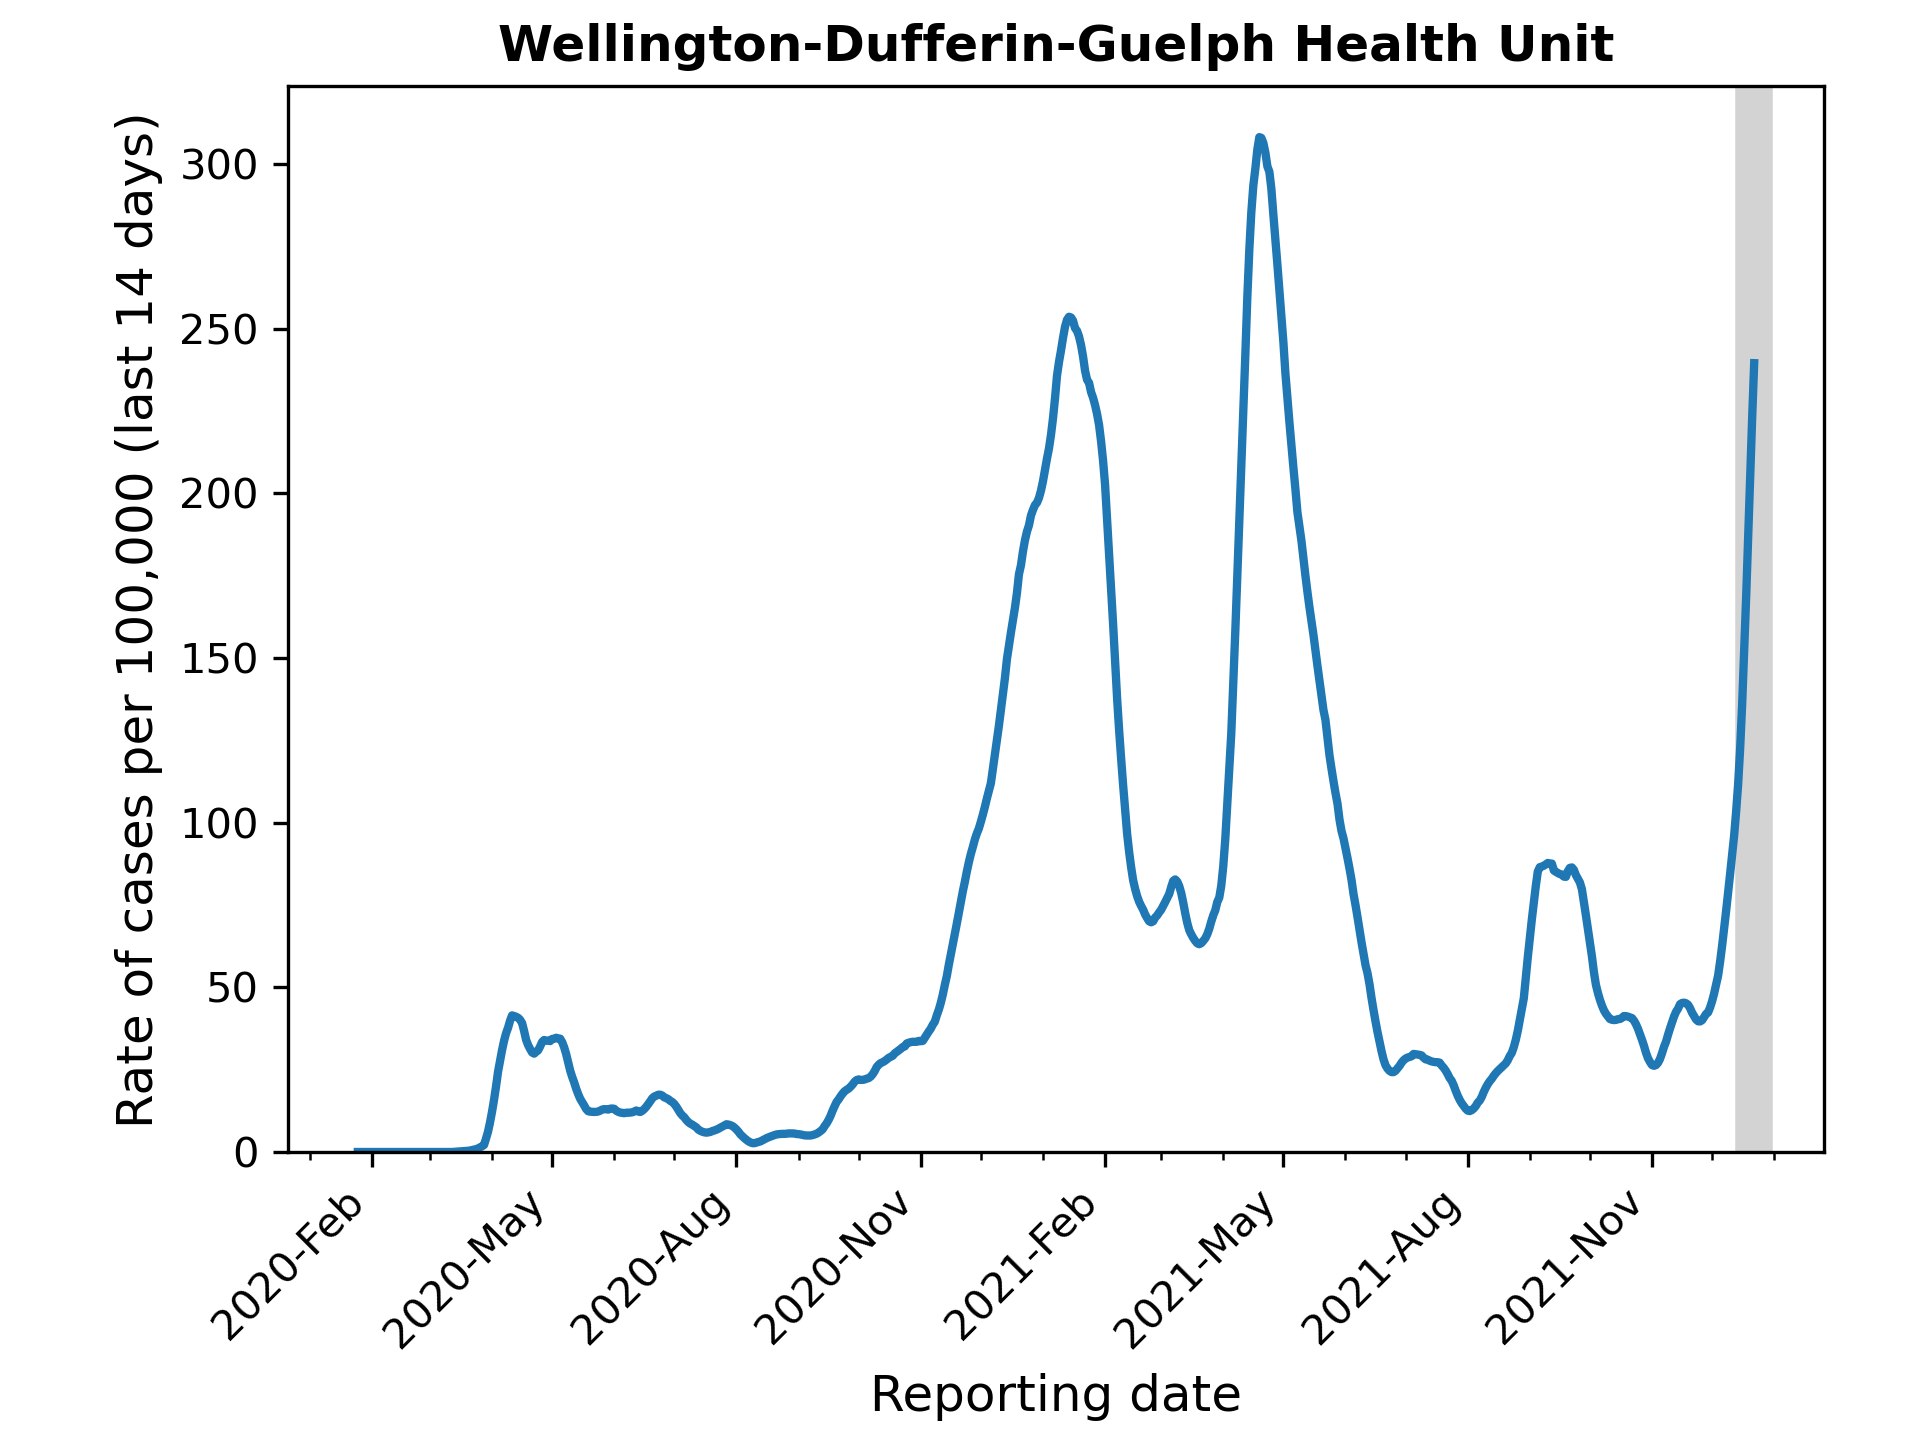 Wellington-Dufferin-Guelph Health Unit
Rate of cases per 100,000 (last 14 days)
300
250
200
150
100
50
0
2020-Feb
2020-May
2020-Aug
2020-Nov
2021-Feb
2021-May
2021-Aug
2021-Nov
Reporting date